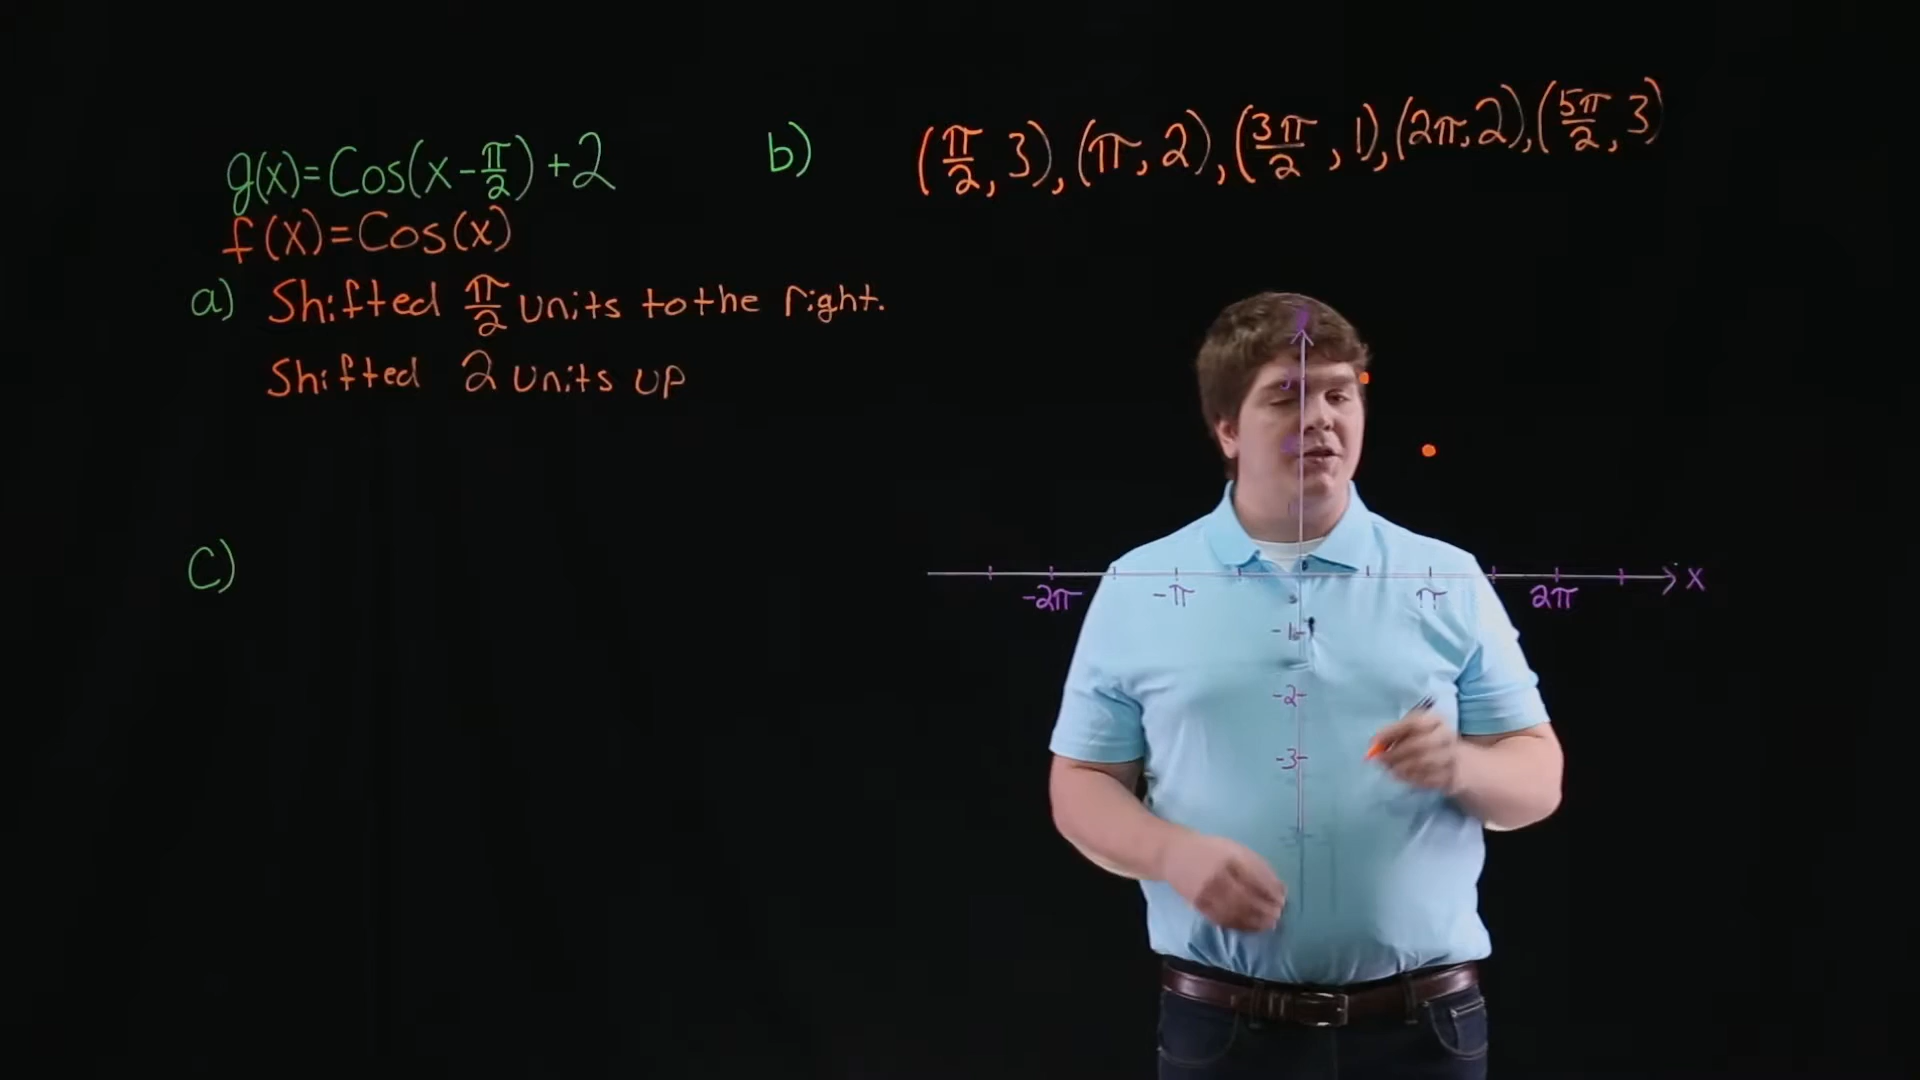 g(x)=Cos(x-π/2)+2
f(x)=Cos(x)
a) Shifted π/2 units to the right.
Shifted 2 units up
b) (π/2, 3), (π, 2), (3π/2, 1), (2π, 2), (5π/2, 3)
c)
3
-2π -π π 2π x
-1
-2
-3